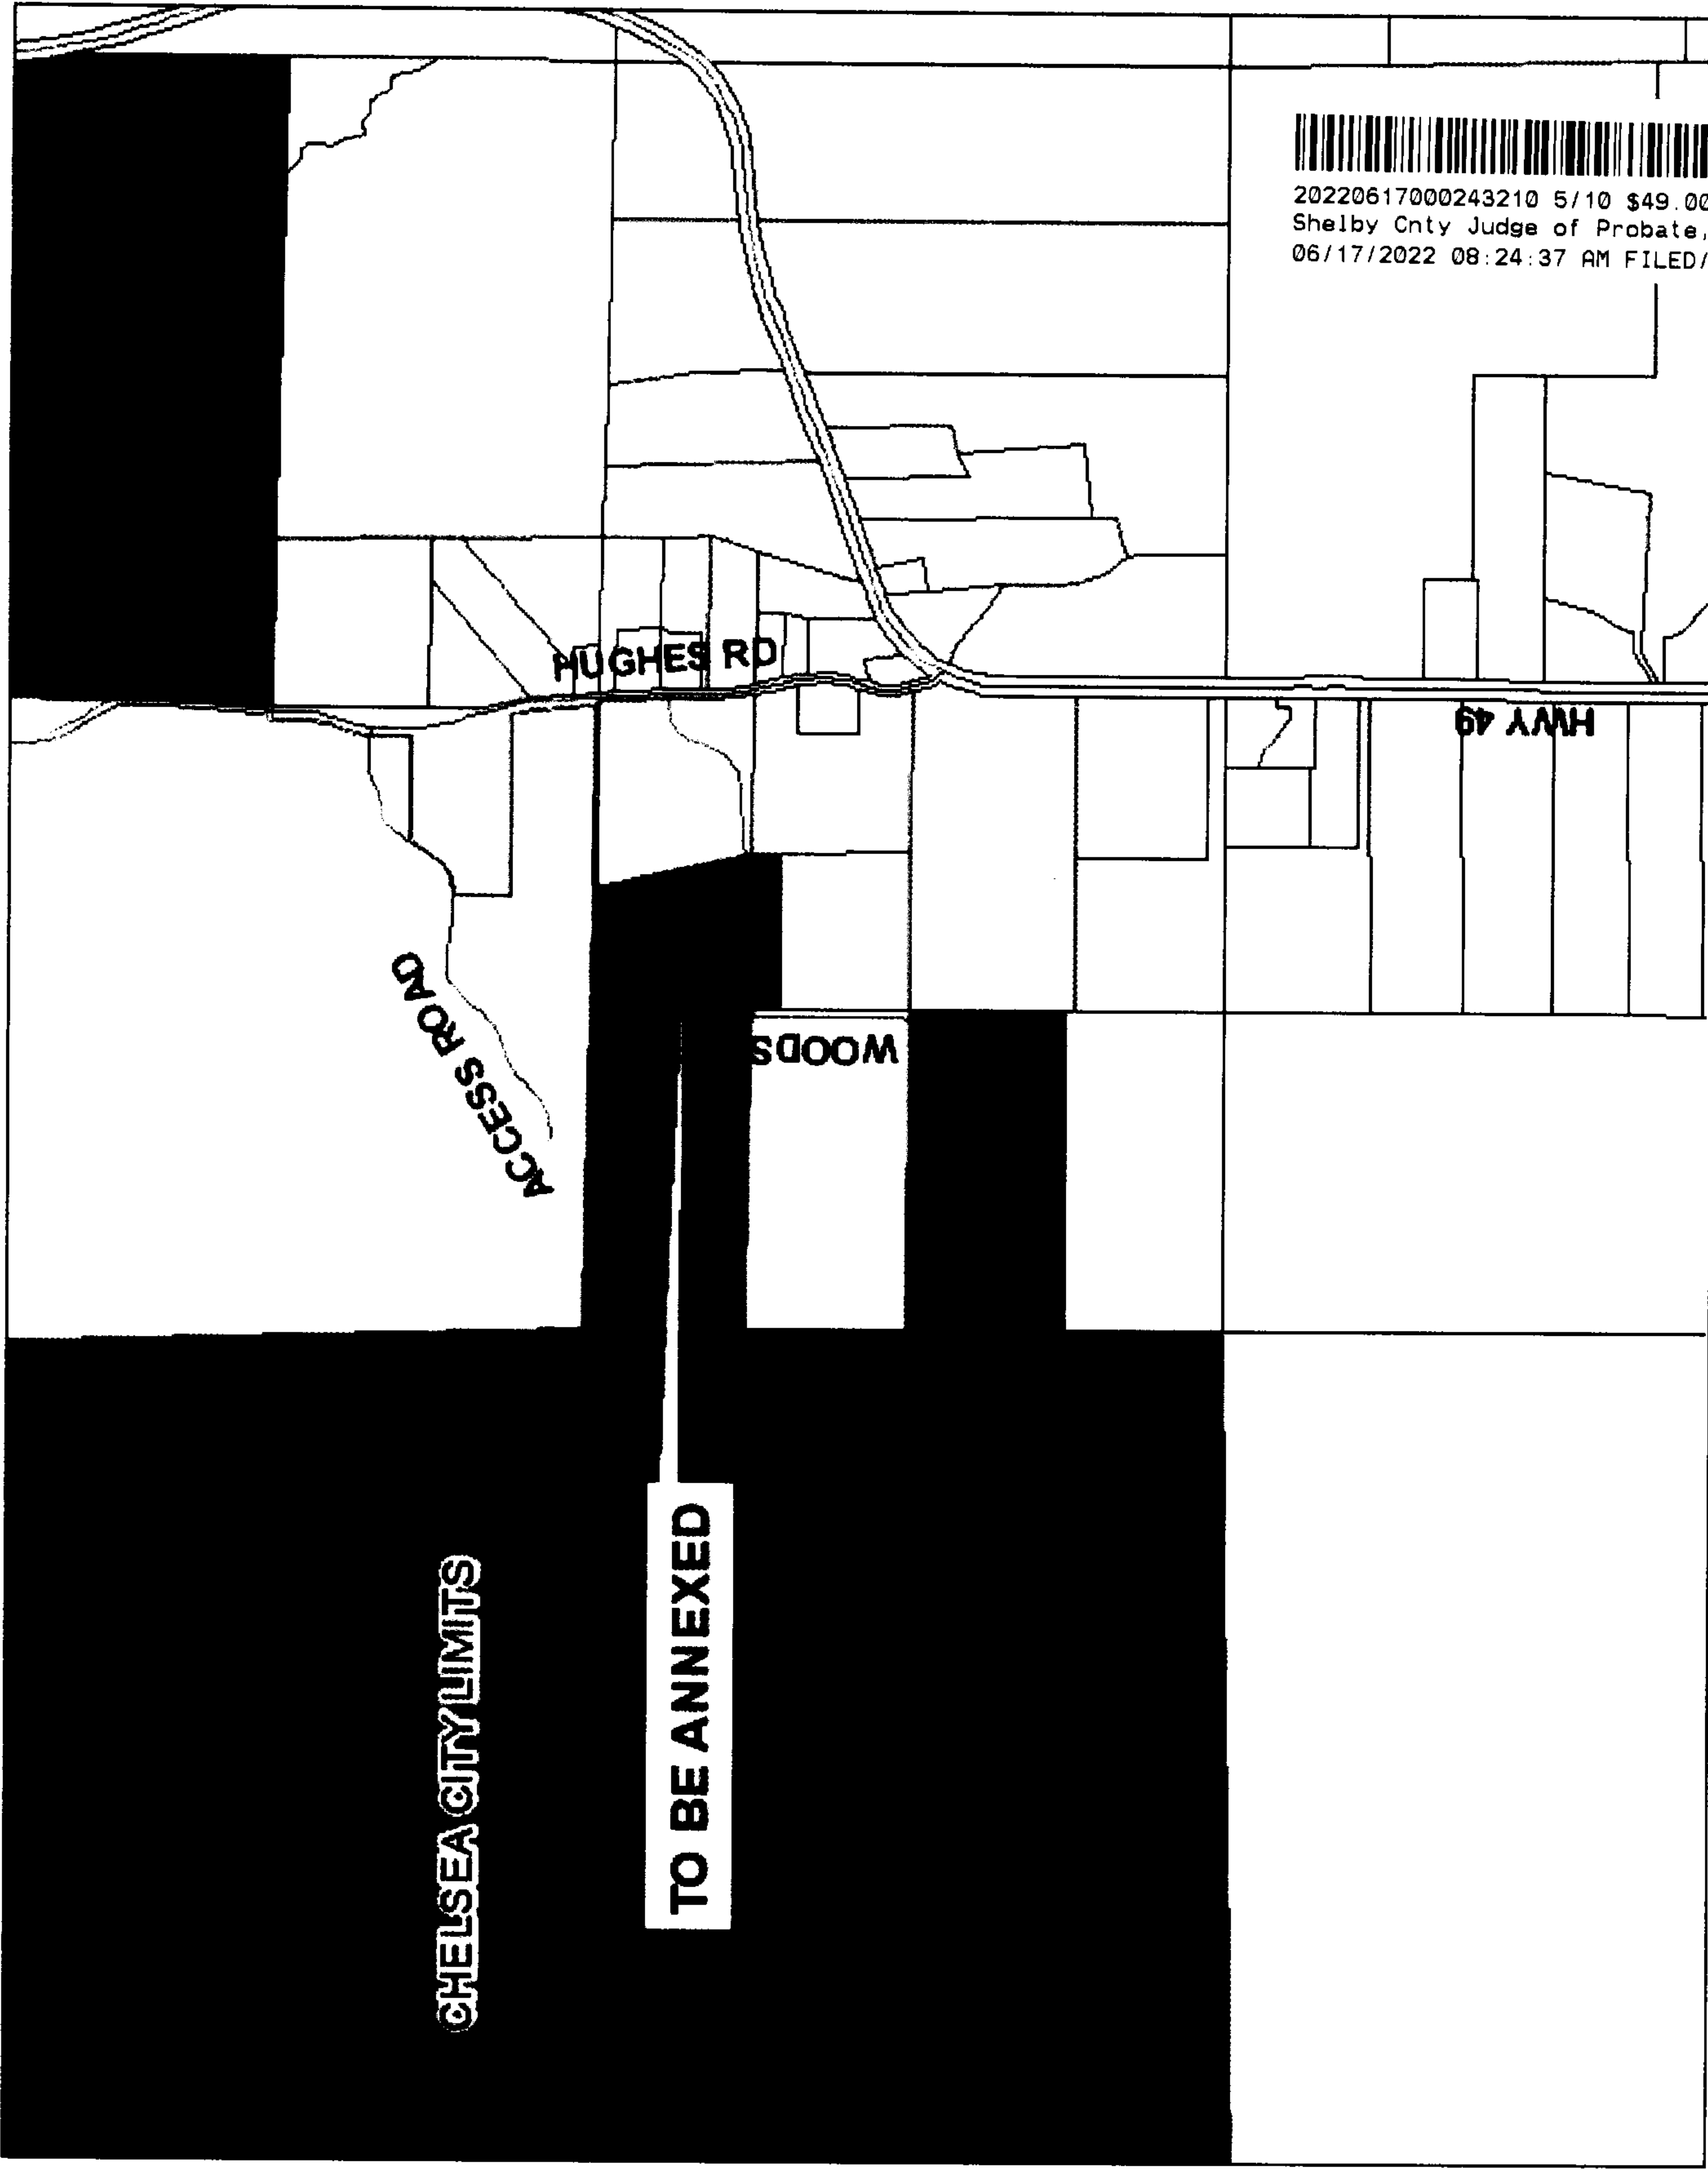 20220617000243210 5/10 $49.00
Shelby Cnty Judge of Probate,
06/17/2022 08:24:37 AM FILED/
HUGHES RD
HWY 49
ACCESS ROAD
WOODS
TO BE ANNEXED
CHELSEA CITY LIMITS